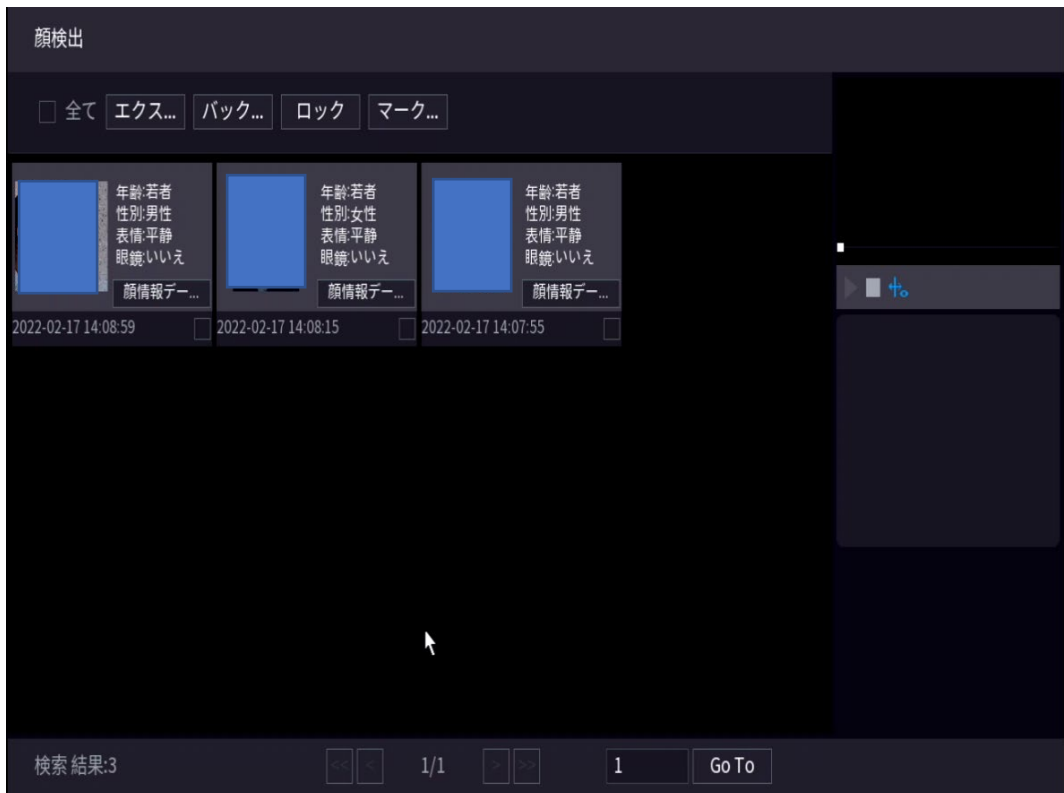 顔検出
全て エクス... バック... ロック マーク...
年齢:若者
性別:男性
表情:平静
眼鏡:いいえ
顔情報デー...
2022-02-17 14:08:59
年齢:若者
性別:女性
表情:平静
眼鏡:いいえ
顔情報デー...
2022-02-17 14:08:15
年齢:若者
性別:男性
表情:平静
眼鏡:いいえ
顔情報デー...
2022-02-17 14:07:55
検索 結果:3 << < 1/1 > >> 1 Go To